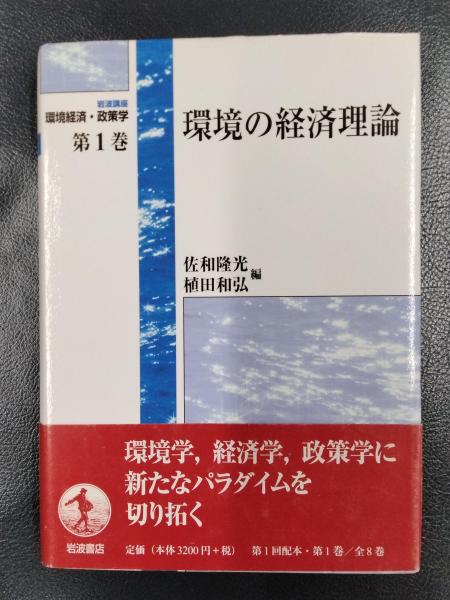 岩波講座
環境経済・政策学
第1巻
環境の経済理論
佐和隆光
植田和弘
編
環境学, 経済学, 政策学に
新たなパラダイムを
切り拓く
岩波書店
定価(本体3200円+税) 第1回配本・第1巻/全8巻